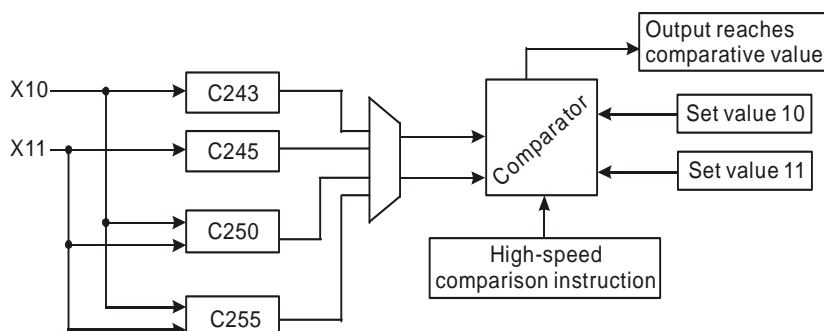 Output reaches
comparative value
X10
C243
Set value 10
X11
C245
Comparator
Set value 11
C250
High-speed
comparison instruction
C255